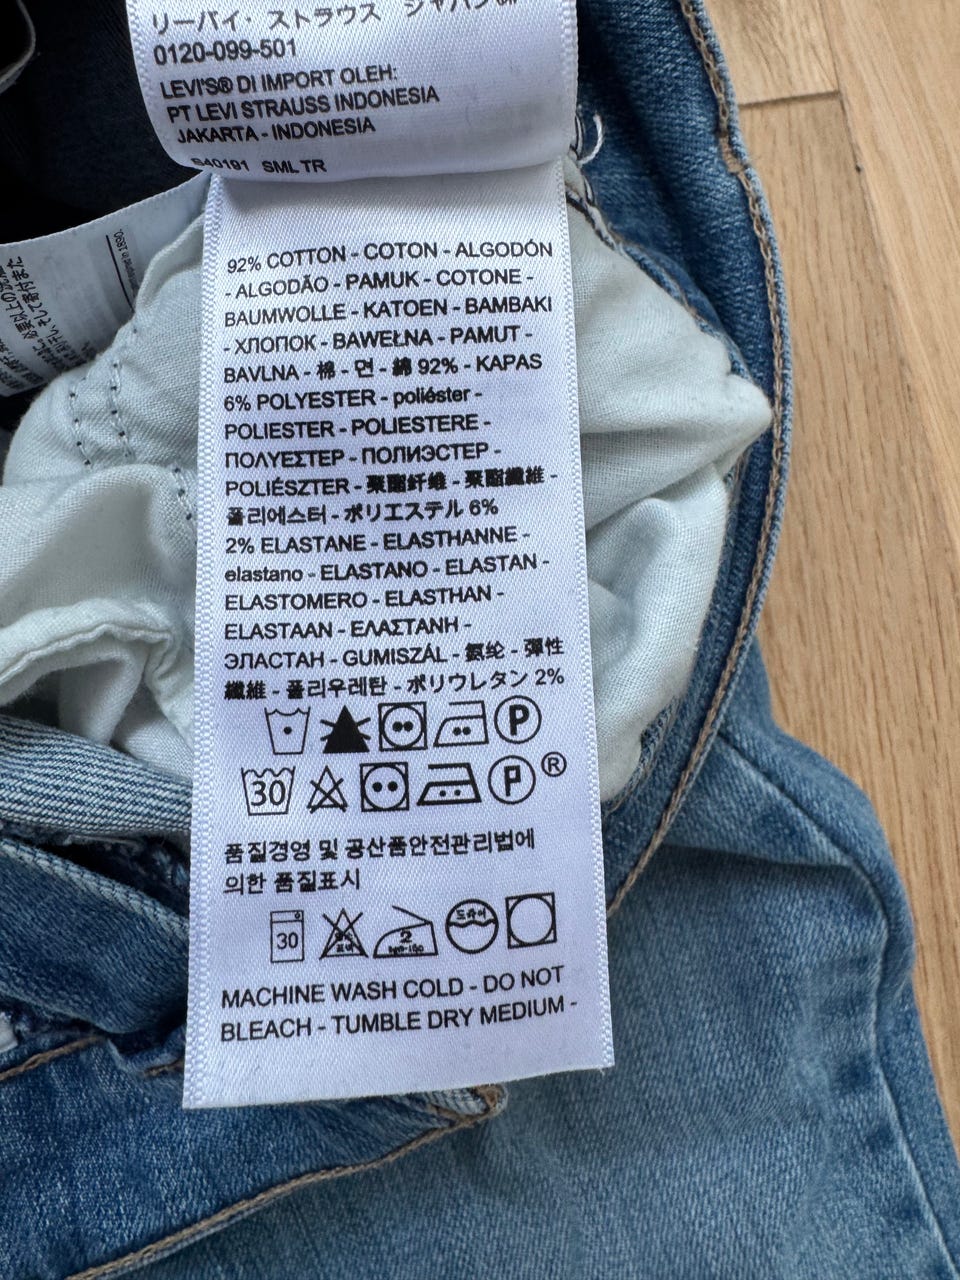 リーバイ・ストラウス ジャパン㈱
0120-099-501
LEVI'S® DI IMPORT OLEH:
PT LEVI STRAUSS INDONESIA
JAKARTA - INDONESIA
S40191 SML TR
92% COTTON - COTON - ALGODÓN
- ALGODÃO - PAMUK - COTONE -
BAUMWOLLE - KATOEN - BAMBAKI
- ХЛОПОК - BAWEŁNA - PAMUT -
BAVLNA - 棉 - 면 - 綿 92% - KAPAS
6% POLYESTER - poliéster -
POLIESTER - POLIESTERE -
ΠΟΛΥΕΣΤΕΡ - ПОЛИЭСТЕР -
POLIÉSZTER - 聚酯纤维 - 聚酯纖維 -
폴리에스터 - ポリエステル 6%
2% ELASTANE - ELASTHANNE -
elastano - ELASTANO - ELASTAN -
ELASTOMERO - ELASTHAN -
ELASTAAN - ΕΛΑΣΤΑΝΗ -
ЭЛАСТАН - GUMISZÁL - 氨纶 - 彈性
纖維 - 폴리우레탄 - ポリウレタン 2%
P
30 P ®
품질경영 및 공산품안전관리법에
의한 품질표시
30 2 드라이
MACHINE WASH COLD - DO NOT
BLEACH - TUMBLE DRY MEDIUM -